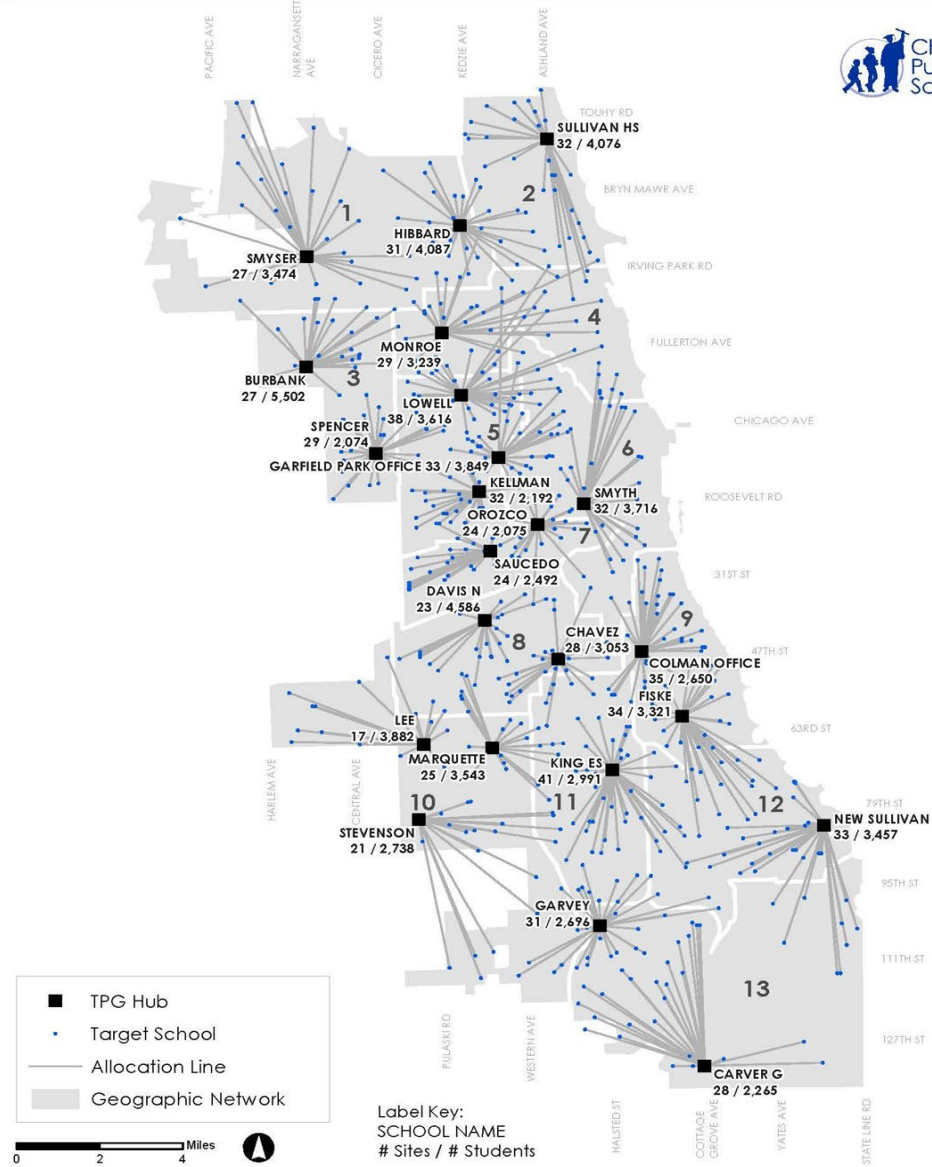 PACIFIC AVE
NARRAGANSETT
AVE
CICERO AVE
KEDZIE AVE
ASHLAND AVE
TOUHY RD
SULLIVAN HS
32 / 4,076
BRYN MAWR AVE
2
1
HIBBARD
31 / 4,087
SMYSER
27 / 3,474
IRVING PARK RD
4
MONROE
29 / 3,239
FULLERTON AVE
BURBANK
27 / 5,502
3
LOWELL
38 / 3,616
CHICAGO AVE
SPENCER
29 / 2,074
5
6
GARFIELD PARK OFFICE 33 / 3,849
KELLMAN
32 / 2,192
SMYTH
32 / 3,716
ROOSEVELT RD
OROZCO
24 / 2,075
7
SAUCEDO
24 / 2,492
31ST ST
DAVIS N
23 / 4,586
8
9
CHAVEZ
28 / 3,053
47TH ST
COLMAN OFFICE
35 / 2,650
FISKE
34 / 3,321
63RD ST
LEE
17 / 3,882
MARQUETTE
25 / 3,543
KING ES
41 / 2,991
HARLEM AVE
CENTRAL AVE
10
11
12
79TH ST
STEVENSON
21 / 2,738
NEW SULLIVAN
33 / 3,457
95TH ST
GARVEY
31 / 2,696
111TH ST
13
127TH ST
PULASKI RD
WESTERN AVE
CARVER G
28 / 2,265
HALSTED ST
COTTAGE
GROVE AVE
YATES AVE
STATE LINE RD
TPG Hub
Target School
Allocation Line
Geographic Network
Miles
0 2 4
Label Key:
SCHOOL NAME
# Sites / # Students